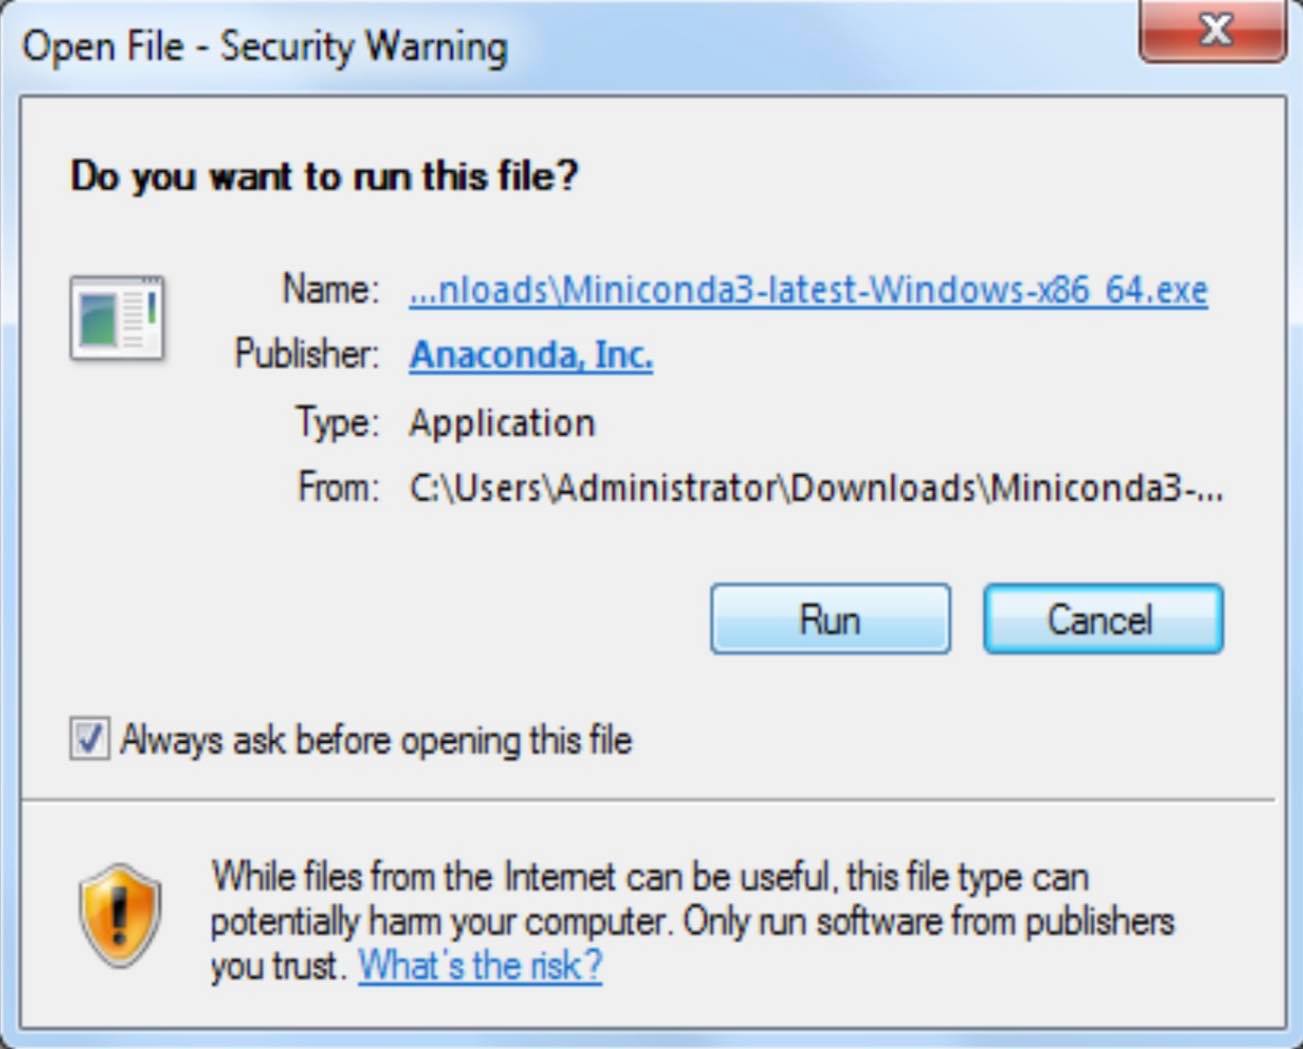 Open File - Security Warning
X
Do you want to run this file?
Name: ...nloads\Miniconda3-latest-Windows-x86_64.exe
Publisher: Anaconda, Inc.
Type: Application
From: C:\Users\Administrator\Downloads\Miniconda3-...
Run Cancel
Always ask before opening this file
While files from the Internet can be useful, this file type can
potentially harm your computer. Only run software from publishers
you trust. What's the risk?